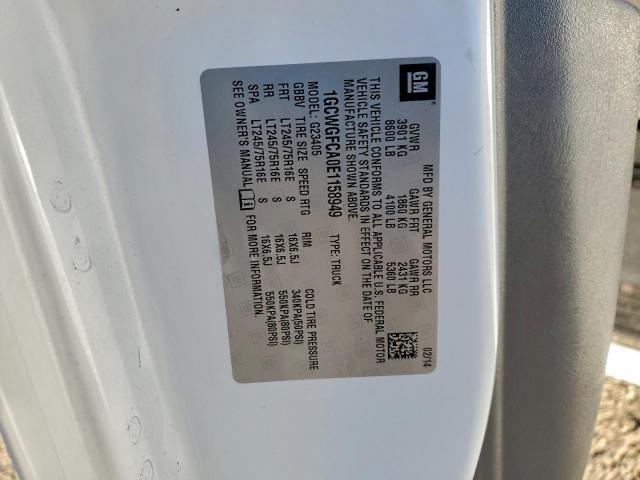 GM
®
MFD BY GENERAL MOTORS LLC
02/14
GVWR GAWR FRT GAWR RR
3901 KG 1860 KG 2431 KG
8600 LB 4100 LB 5360 LB
THIS VEHICLE CONFORMS TO ALL APPLICABLE U.S. FEDERAL MOTOR
VEHICLE SAFETY STANDARDS IN EFFECT ON THE DATE OF
MANUFACTURE SHOWN ABOVE.
1GCWGFCA0E1158949 TYPE: TRUCK
MODEL: G23405
GBBV TIRE SIZE SPEED RTG RIM COLD TIRE PRESSURE
FRT LT245/75R16E S 16X6.5J 340KPA(50PSI)
RR LT245/75R16E S 16X6.5J 550KPA(80PSI)
SPA LT245/75R16E S 16X6.5J 550KPA(80PSI)
SEE OWNER'S MANUAL FOR MORE INFORMATION.